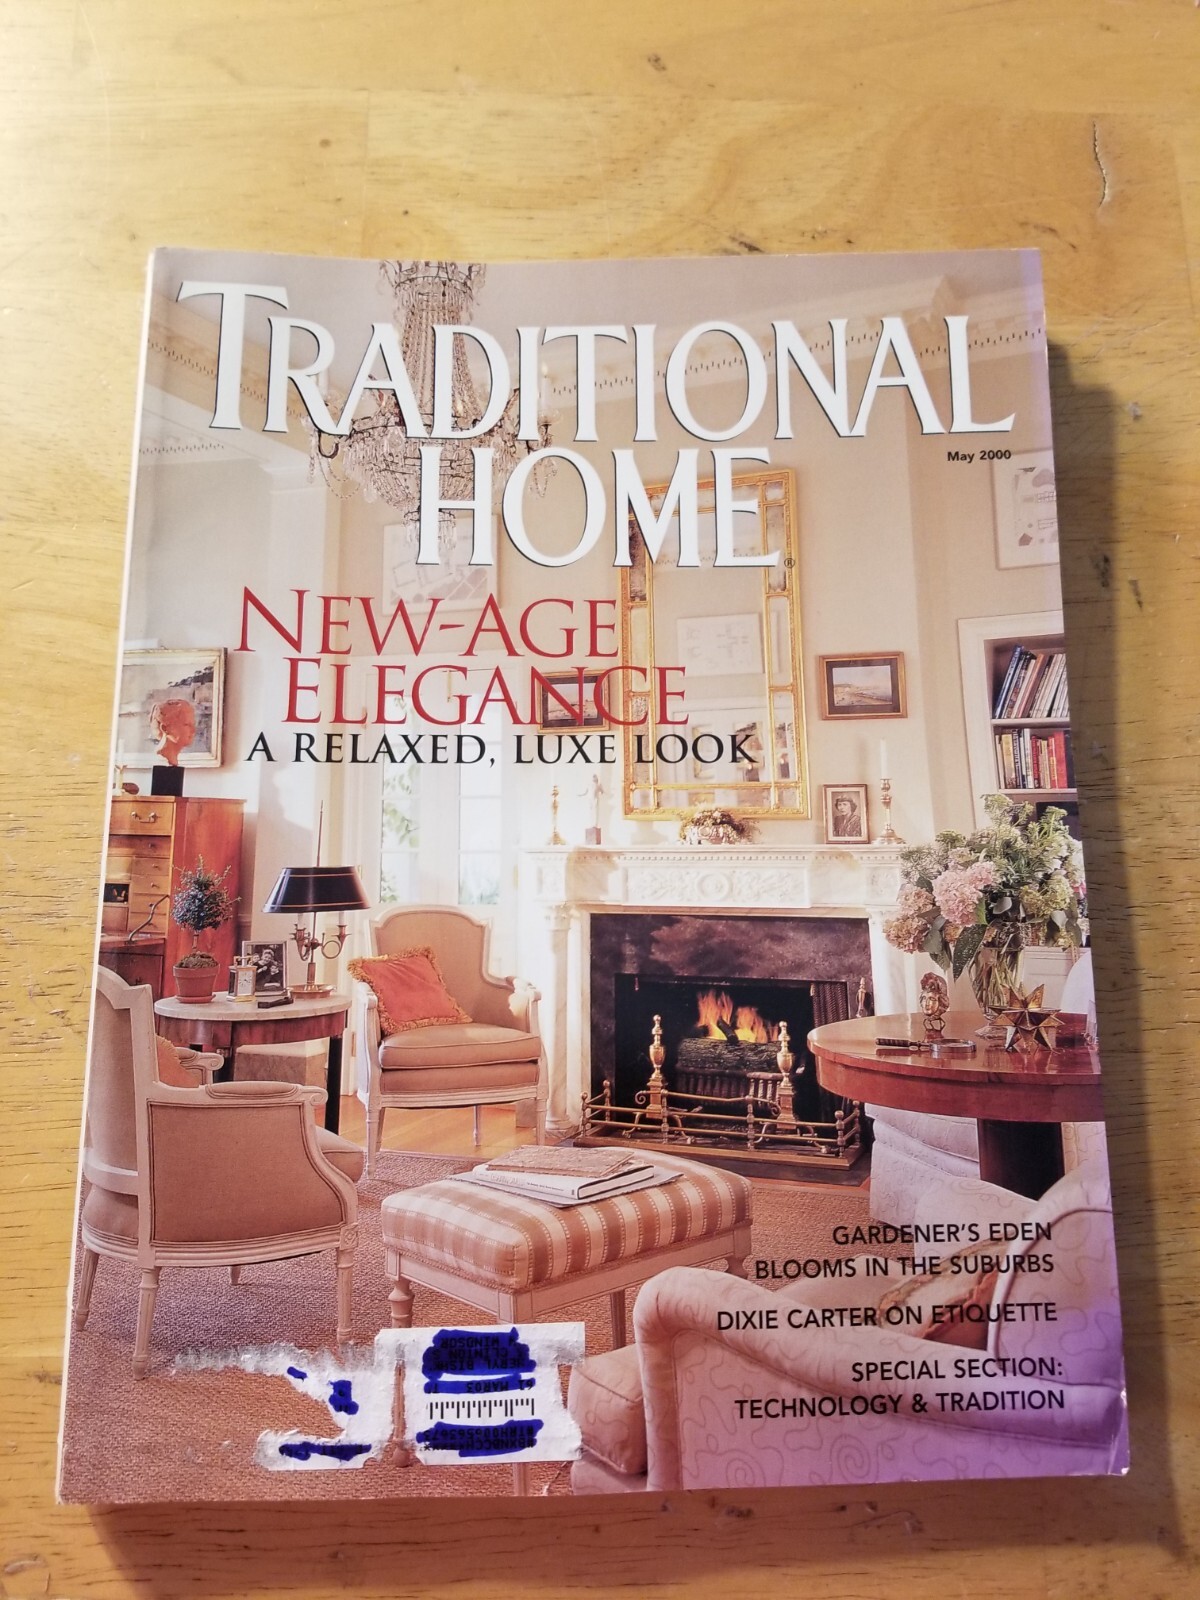 TRADITIONAL
HOME®
May 2000
NEW-AGE
ELEGANCE
A RELAXED, LUXE LOOK
GARDENER'S EDEN
BLOOMS IN THE SUBURBS
DIXIE CARTER ON ETIQUETTE
SPECIAL SECTION:
TECHNOLOGY & TRADITION